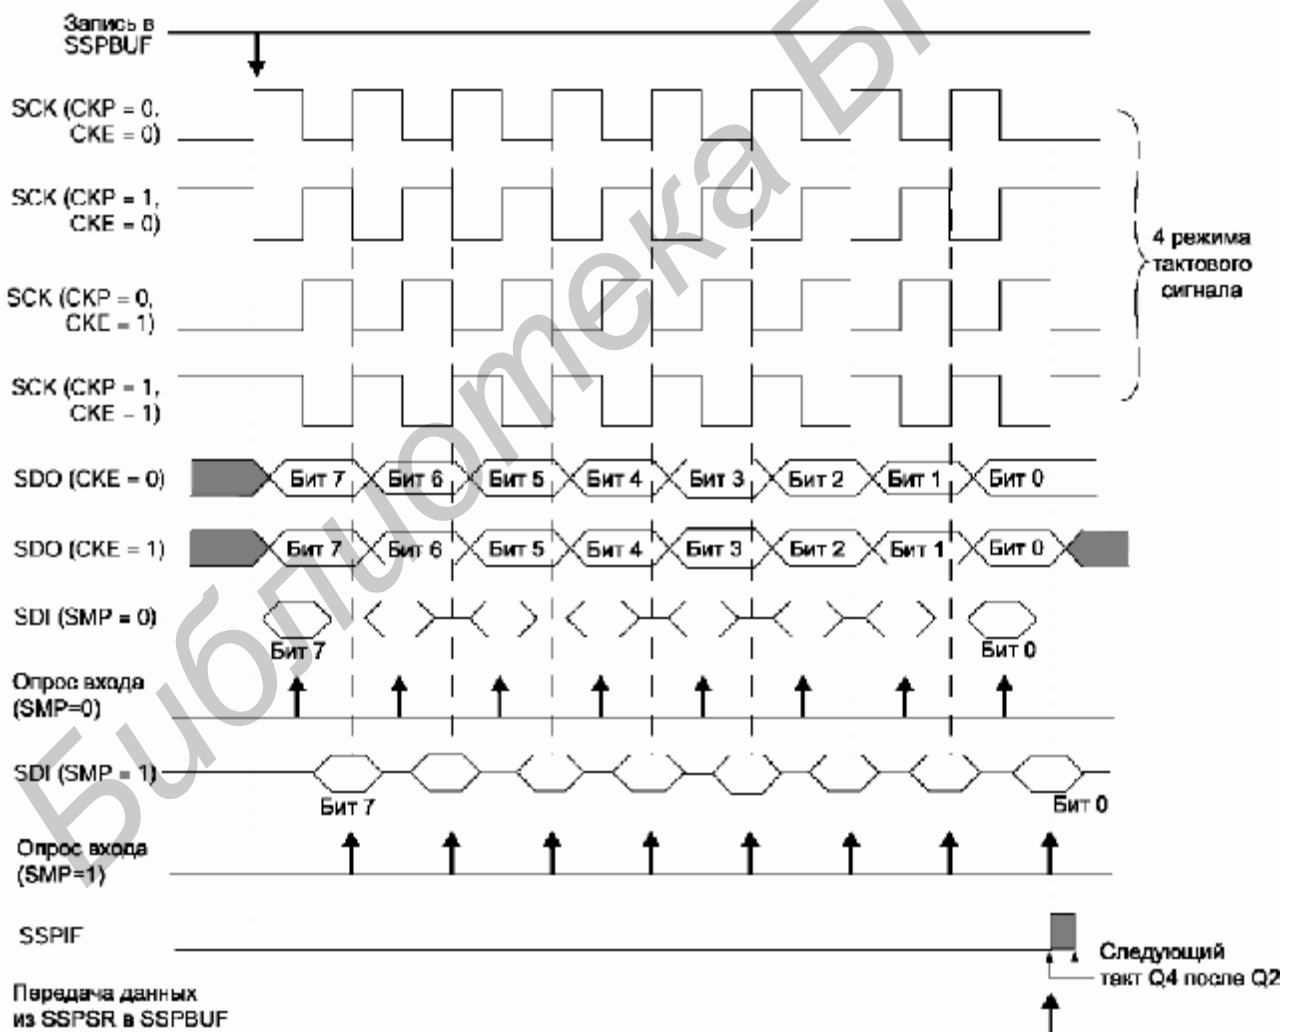 Запись в
SSPBUF
SCK (CKP = 0,
CKE = 0)
SCK (CKP = 1,
CKE = 0)
SCK (CKP = 0,
CKE = 1)
SCK (CKP = 1,
CKE = 1)
4 режима
тактового
сигнала
SDO (CKE = 0)
Бит 7 Бит 6 Бит 5 Бит 4 Бит 3 Бит 2 Бит 1 Бит 0
SDO (CKE = 1)
Бит 7 Бит 6 Бит 5 Бит 4 Бит 3 Бит 2 Бит 1 Бит 0
SDI (SMP = 0)
Бит 7 Бит 0
Опрос входа
(SMP=0)
SDI (SMP = 1)
Бит 7 Бит 0
Опрос входа
(SMP=1)
SSPIF
Следующий
такт Q4 после Q2
Передача данных
из SSPSR в SSPBUF
Библиотека